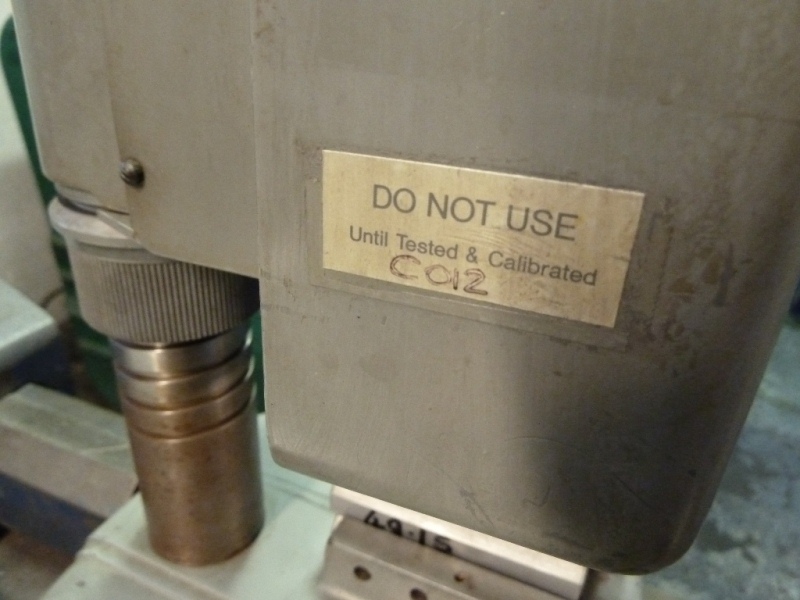 DO NOT USE
Until Tested & Calibrated
C012
49.15